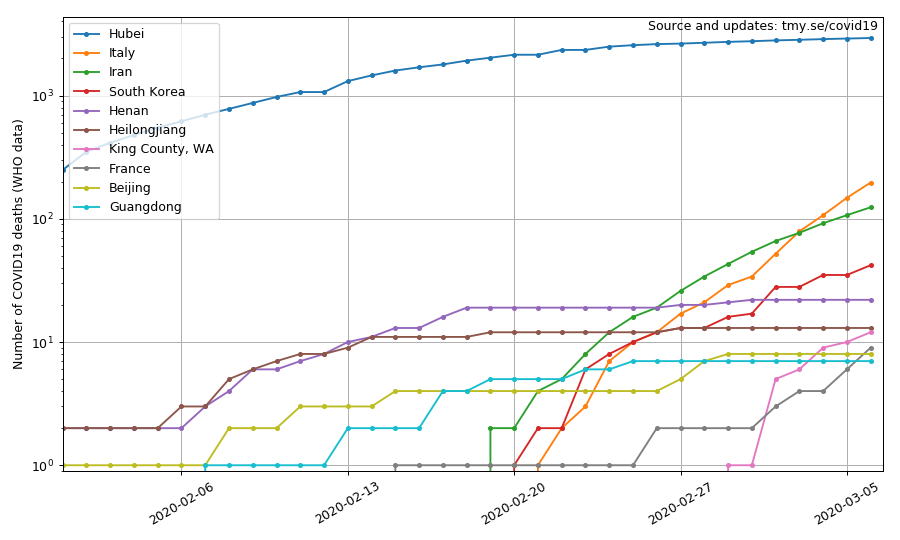 Source and updates: tmy.se/covid19
Hubei
Italy
Iran
South Korea
Henan
Heilongjiang
King County, WA
France
Beijing
Guangdong
Number of COVID19 deaths (WHO data)
10³
10²
10¹
10⁰
2020-02-06
2020-02-13
2020-02-20
2020-02-27
2020-03-05